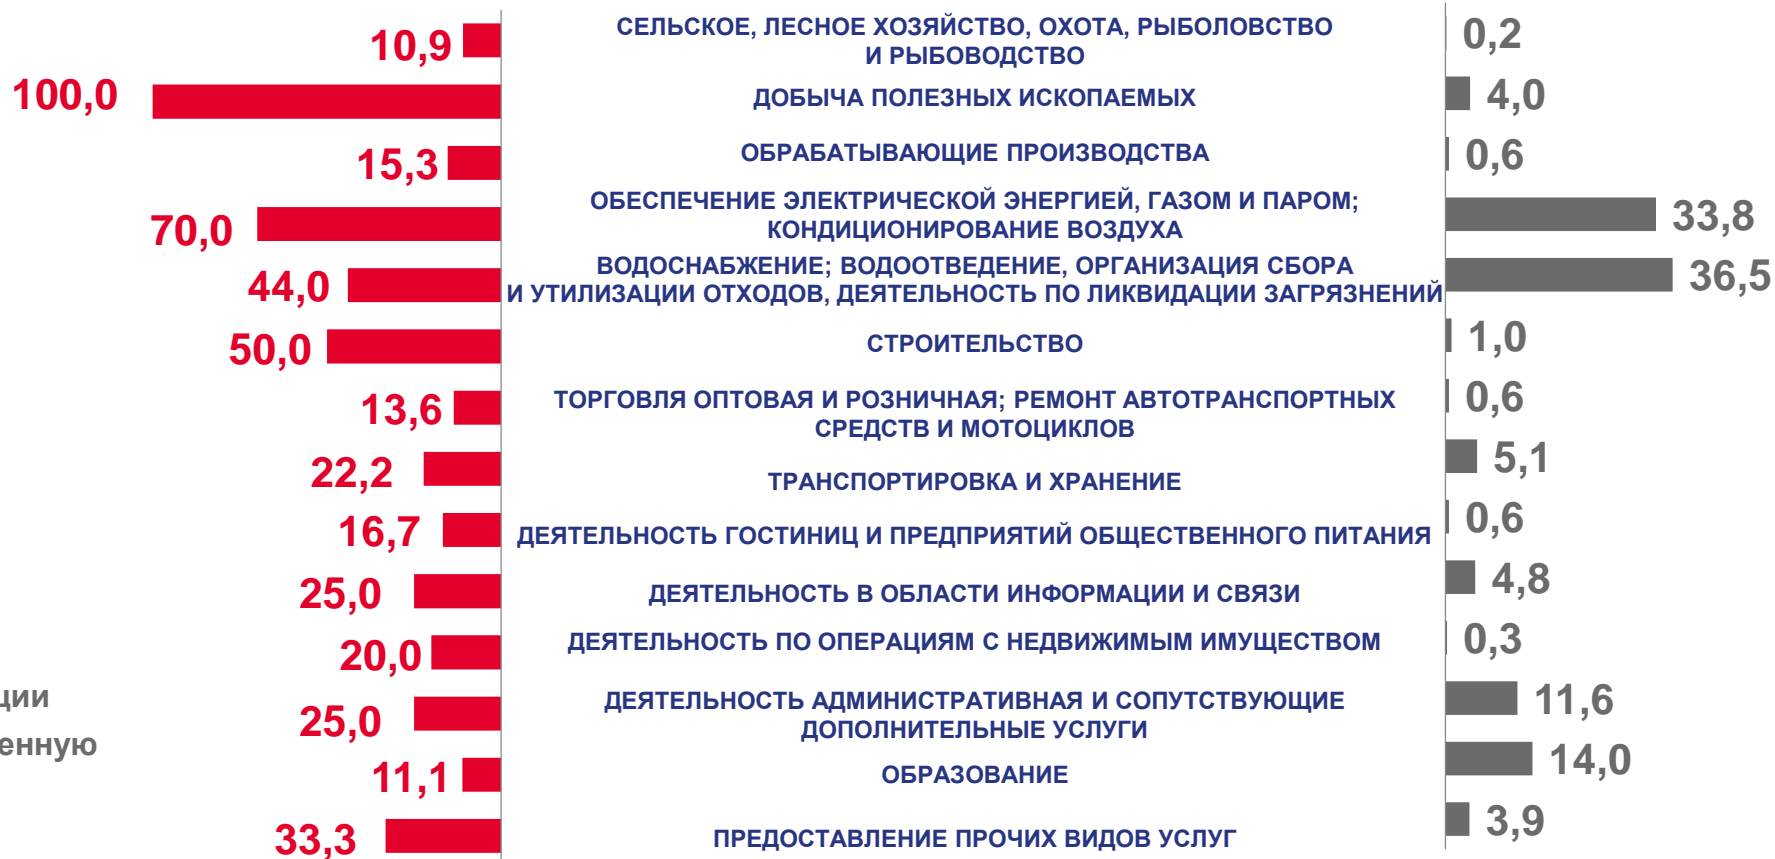 10,9
СЕЛЬСКОЕ, ЛЕСНОЕ ХОЗЯЙСТВО, ОХОТА, РЫБОЛОВСТВО
И РЫБОВОДСТВО
0,2
100,0
ДОБЫЧА ПОЛЕЗНЫХ ИСКОПАЕМЫХ
4,0
15,3
ОБРАБАТЫВАЮЩИЕ ПРОИЗВОДСТВА
0,6
70,0
ОБЕСПЕЧЕНИЕ ЭЛЕКТРИЧЕСКОЙ ЭНЕРГИЕЙ, ГАЗОМ И ПАРОМ;
КОНДИЦИОНИРОВАНИЕ ВОЗДУХА
33,8
44,0
ВОДОСНАБЖЕНИЕ; ВОДООТВЕДЕНИЕ, ОРГАНИЗАЦИЯ СБОРА
И УТИЛИЗАЦИИ ОТХОДОВ, ДЕЯТЕЛЬНОСТЬ ПО ЛИКВИДАЦИИ ЗАГРЯЗНЕНИЙ
36,5
50,0
СТРОИТЕЛЬСТВО
1,0
13,6
ТОРГОВЛЯ ОПТОВАЯ И РОЗНИЧНАЯ; РЕМОНТ АВТОТРАНСПОРТНЫХ
СРЕДСТВ И МОТОЦИКЛОВ
0,6
22,2
ТРАНСПОРТИРОВКА И ХРАНЕНИЕ
5,1
16,7
ДЕЯТЕЛЬНОСТЬ ГОСТИНИЦ И ПРЕДПРИЯТИЙ ОБЩЕСТВЕННОГО ПИТАНИЯ
0,6
25,0
ДЕЯТЕЛЬНОСТЬ В ОБЛАСТИ ИНФОРМАЦИИ И СВЯЗИ
4,8
20,0
ДЕЯТЕЛЬНОСТЬ ПО ОПЕРАЦИЯМ С НЕДВИЖИМЫМ ИМУЩЕСТВОМ
0,3
ции
25,0
ДЕЯТЕЛЬНОСТЬ АДМИНИСТРАТИВНАЯ И СОПУТСТВУЮЩИЕ
ДОПОЛНИТЕЛЬНЫЕ УСЛУГИ
11,6
енную
11,1
ОБРАЗОВАНИЕ
14,0
33,3
ПРЕДОСТАВЛЕНИЕ ПРОЧИХ ВИДОВ УСЛУГ
3,9